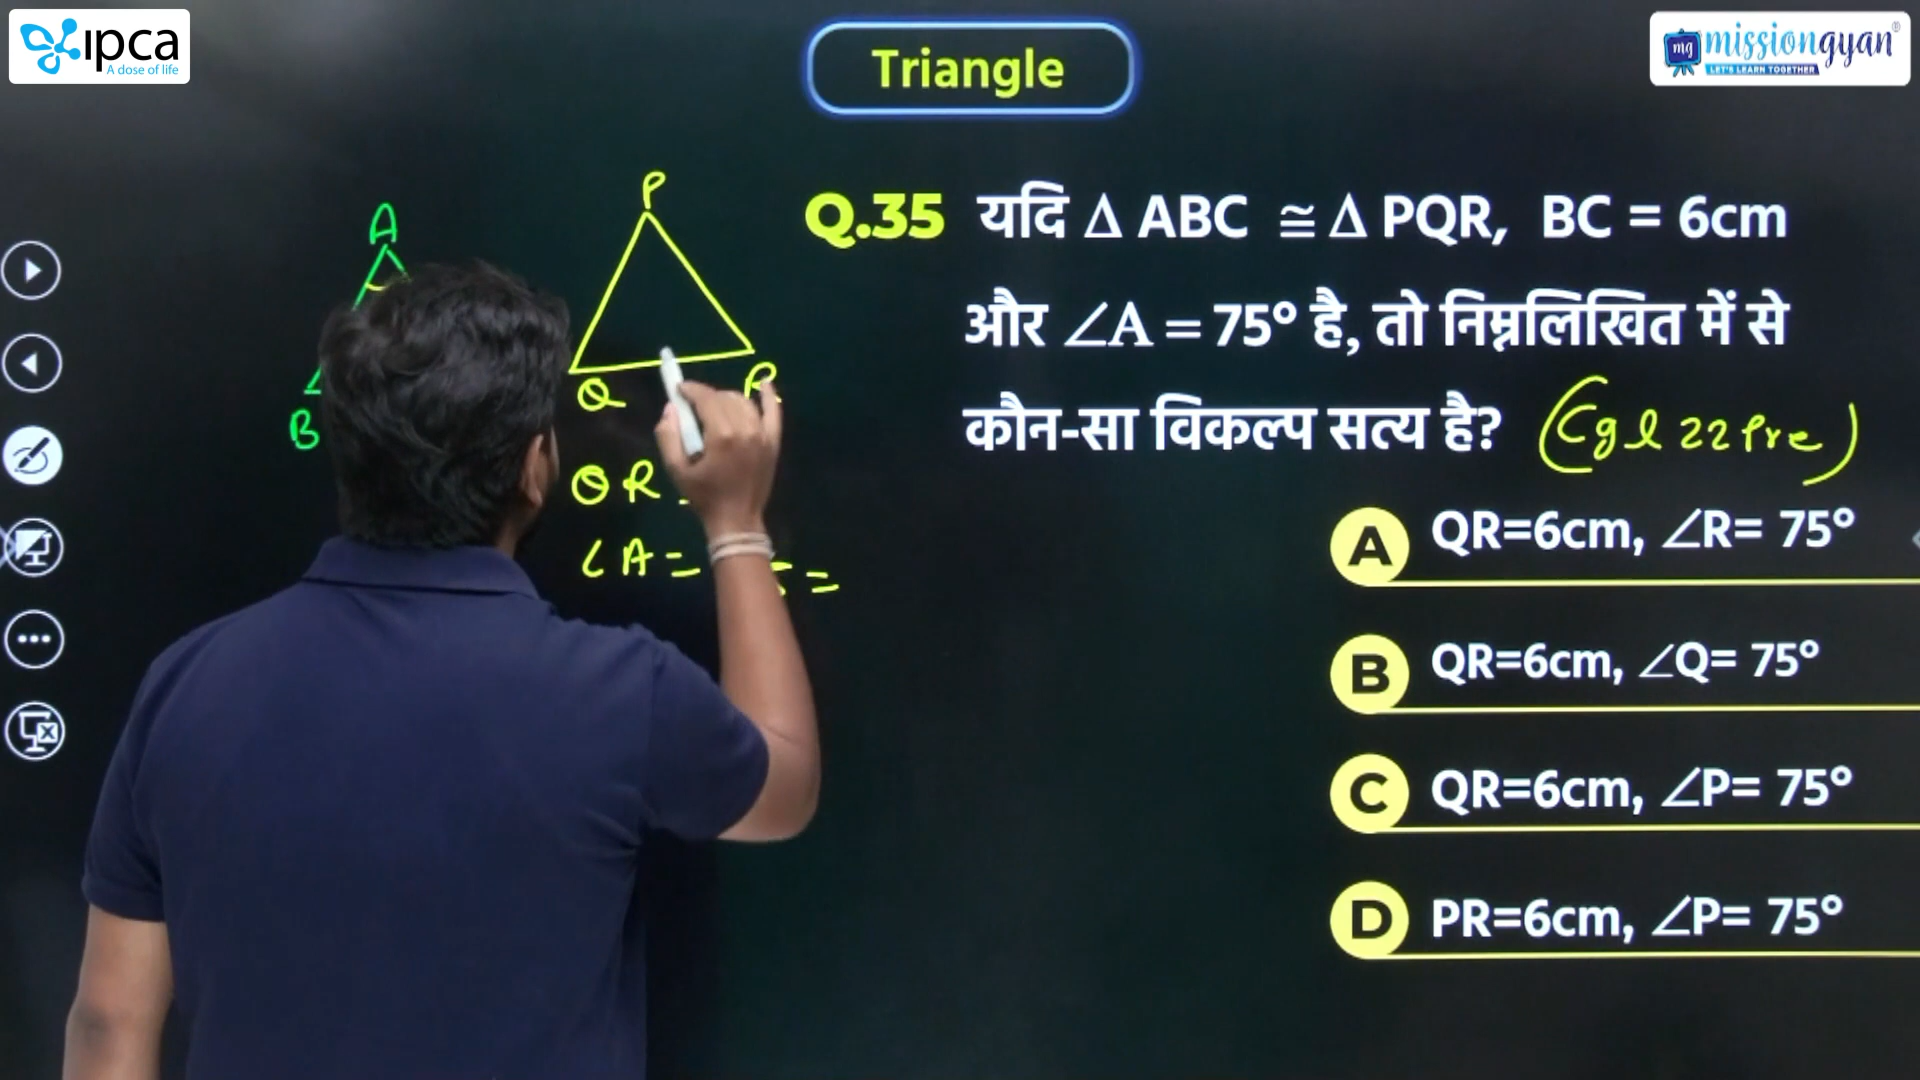 ipca
A dose of life
Triangle
mg missiongyan®
LET'S LEARN TOGETHER
Q.35 यदि Δ ABC ≅ Δ PQR, BC = 6cm
और ∠A = 75° है, तो निम्नलिखित में से
कौन-सा विकल्प सत्य है? (Cgl 22 Pre)
A QR=6cm, ∠R= 75°
B QR=6cm, ∠Q= 75°
C QR=6cm, ∠P= 75°
D PR=6cm, ∠P= 75°
A
B
P
Q R
QR
∠A =
=